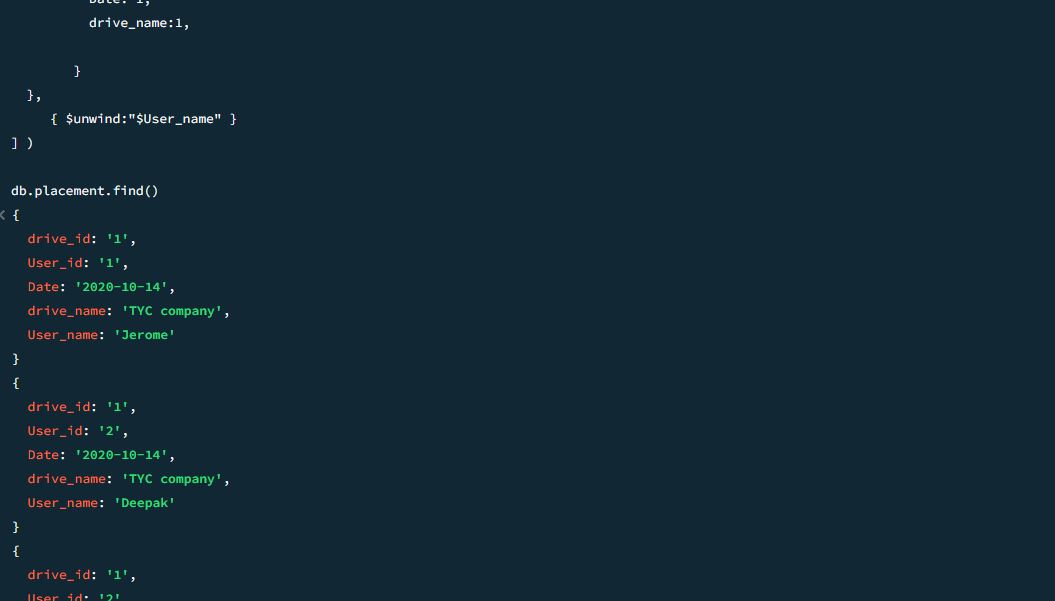 Date: 1,
drive_name:1,
}
},
{ $unwind:"$User_name" }
] )
db.placement.find()
< {
drive_id: '1',
User_id: '1',
Date: '2020-10-14',
drive_name: 'TYC company',
User_name: 'Jerome'
}
{
drive_id: '1',
User_id: '2',
Date: '2020-10-14',
drive_name: 'TYC company',
User_name: 'Deepak'
}
{
drive_id: '1',
User_id: '2'